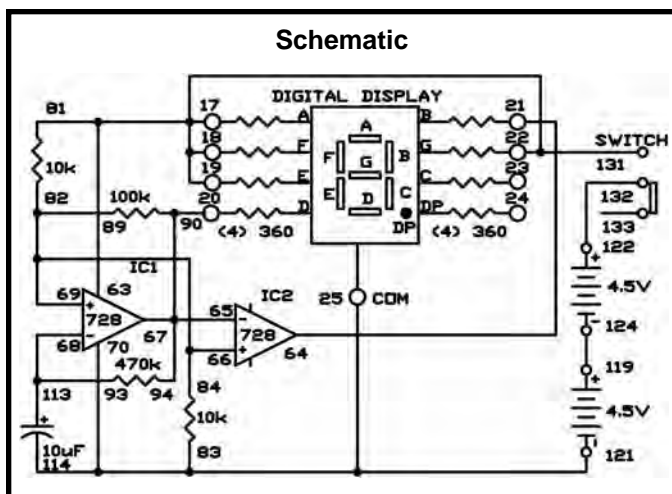 Schematic
DIGITAL DISPLAY
81
17
A
B
21
18
F
G
22
SWITCH
19
E
C
23
131
10k
20
D
DP
24
132
82
100k
133
89
90
(4) 360
(4) 360
122
A
F
B
G
E
C
D
DP
IC1
IC2
25
COM
4.5V
69
+
63
728
65
-
124
68
-
67
728
64
70
66
+
119
470k
113
93
94
84
4.5V
10k
10uF
83
121
114
+
+
-
+
-